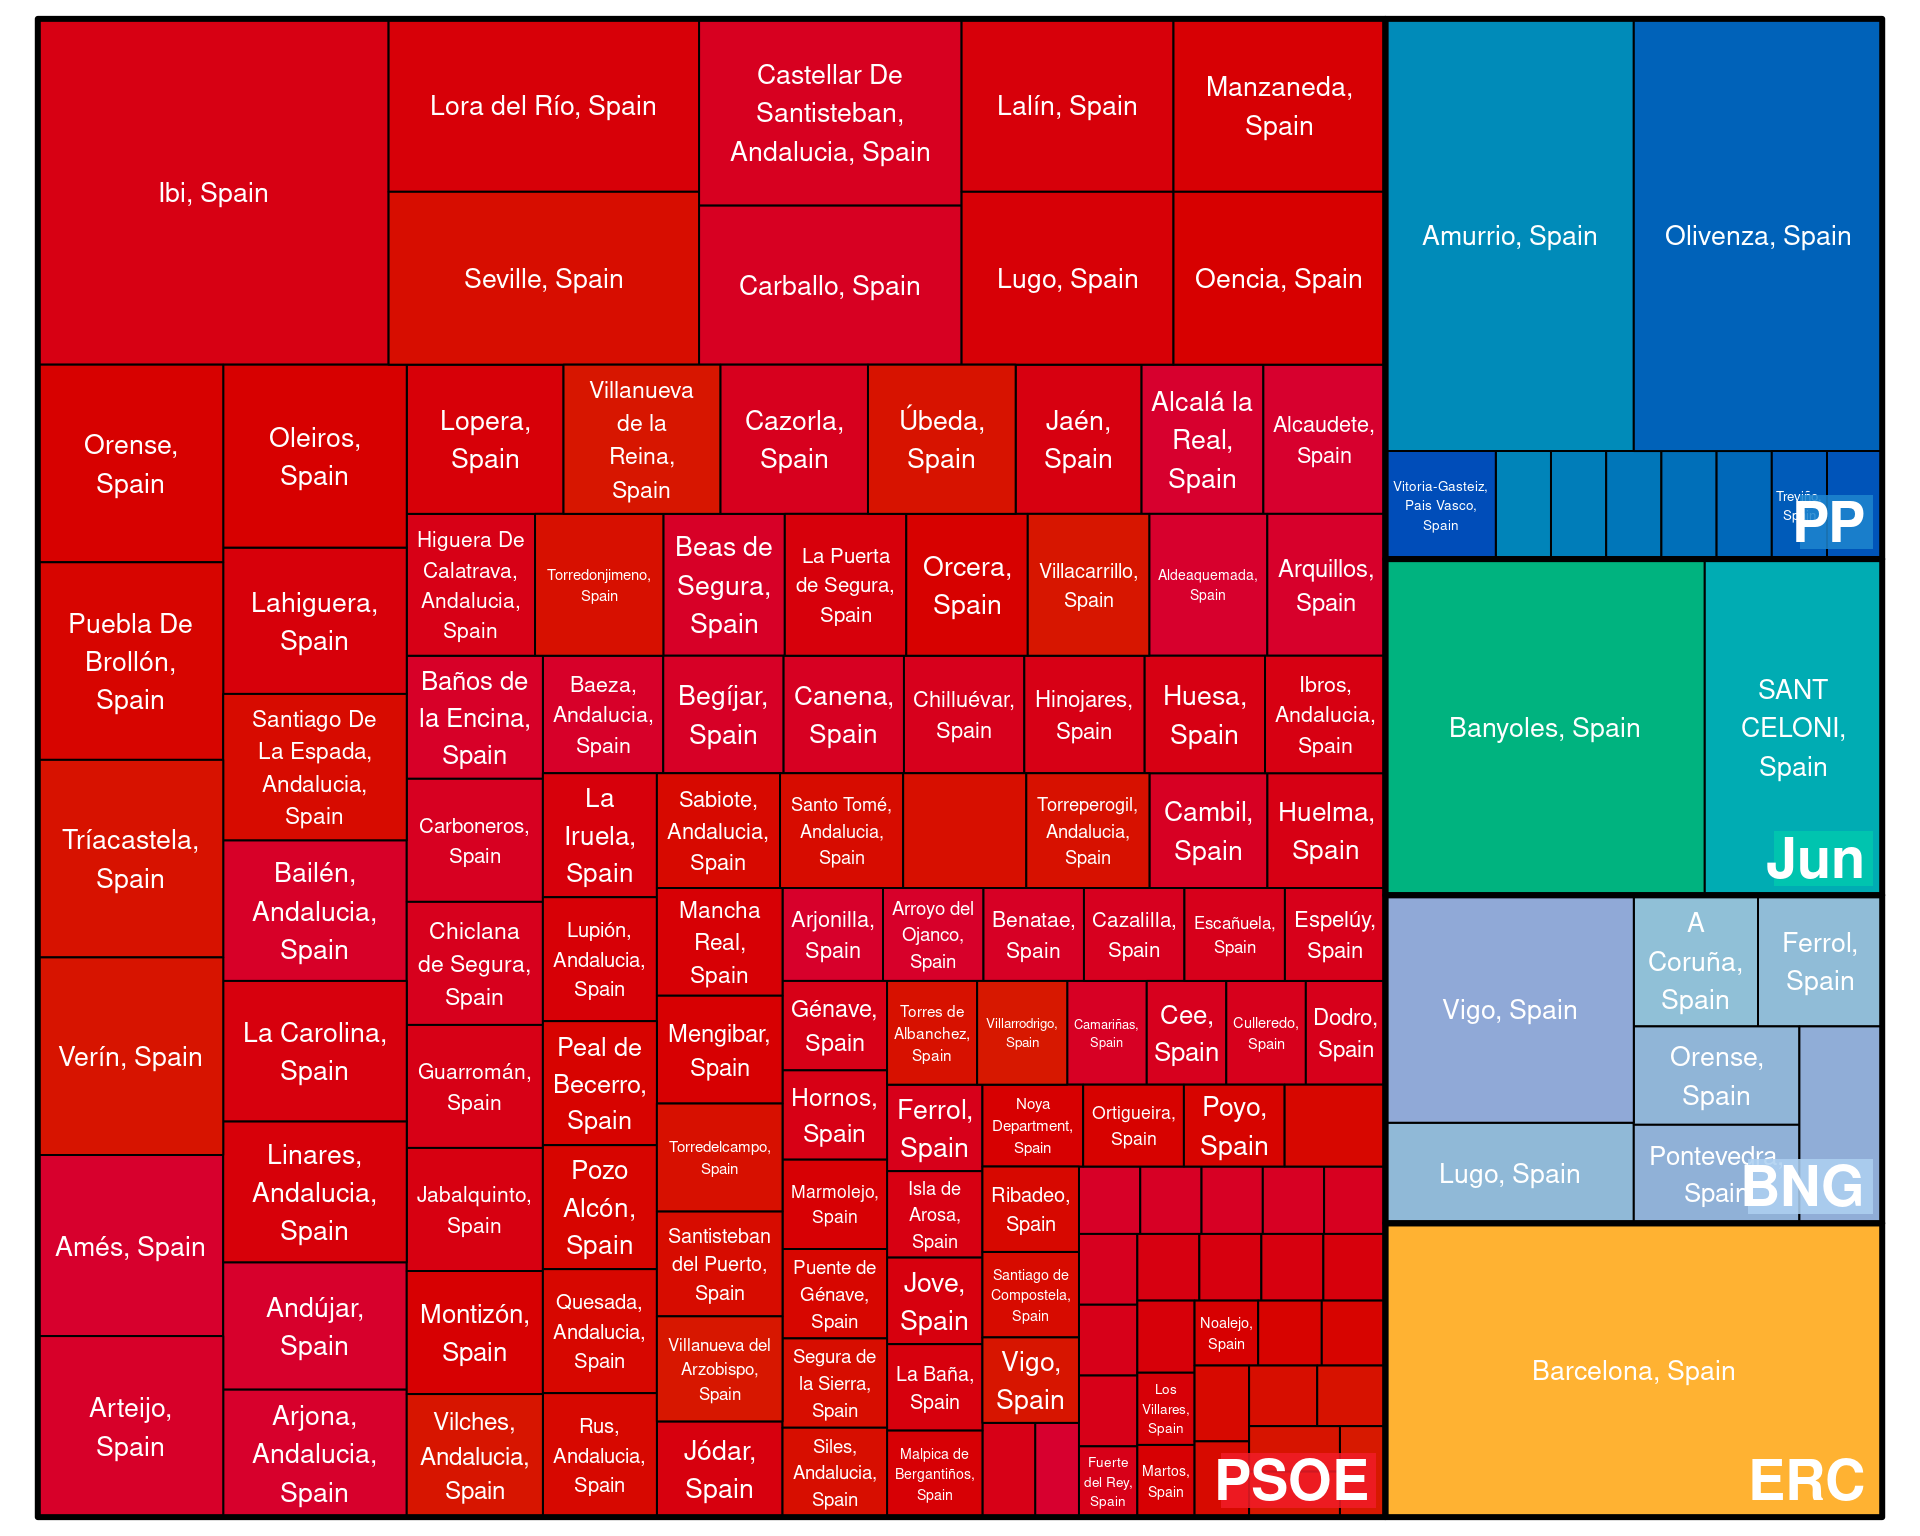 Ibi, Spain
Lora del Río, Spain
Seville, Spain
Castellar De
Santisteban,
Andalucia, Spain
Carballo, Spain
Lalín, Spain
Lugo, Spain
Manzaneda,
Spain
Oencia, Spain
Orense,
Spain
Puebla De
Brollón,
Spain
Tríacastela,
Spain
Verín, Spain
Amés, Spain
Arteijo,
Spain
Oleiros,
Spain
Lahiguera,
Spain
Santiago De
La Espada,
Andalucia,
Spain
Bailén,
Andalucia,
Spain
La Carolina,
Spain
Linares,
Andalucia,
Spain
Andújar,
Spain
Arjona,
Andalucia,
Spain
Lopera,
Spain
Villanueva
de la
Reina,
Spain
Cazorla,
Spain
Úbeda,
Spain
Jaén,
Spain
Alcalá la
Real,
Spain
Alcaudete,
Spain
Higuera De
Calatrava,
Andalucia,
Spain
Torredonjimeno,
Spain
Beas de
Segura,
Spain
La Puerta
de Segura,
Spain
Orcera,
Spain
Villacarrillo,
Spain
Aldeaquemada,
Spain
Arquillos,
Spain
Baños de
la Encina,
Spain
Carboneros,
Spain
Chiclana
de Segura,
Spain
Guarromán,
Spain
Jabalquinto,
Spain
Montizón,
Spain
Vilches,
Andalucia,
Spain
Baeza,
Andalucia,
Spain
Begíjar,
Spain
Canena,
Spain
Chilluévar,
Spain
Hinojares,
Spain
Huesa,
Spain
Ibros,
Andalucia,
Spain
La
Iruela,
Spain
Lupión,
Andalucia,
Spain
Peal de
Becerro,
Spain
Pozo
Alcón,
Spain
Quesada,
Andalucia,
Spain
Rus,
Andalucia,
Spain
Sabiote,
Andalucia,
Spain
Santo Tomé,
Andalucia,
Spain
Torreperogil,
Andalucia,
Spain
Cambil,
Spain
Huelma,
Spain
Mancha
Real,
Spain
Mengibar,
Spain
Torredelcampo,
Spain
Santisteban
del Puerto,
Spain
Villanueva del
Arzobispo,
Spain
Jódar,
Spain
Arjonilla,
Spain
Arroyo del
Ojanco,
Spain
Benatae,
Spain
Cazalilla,
Spain
Escañuela,
Spain
Espelúy,
Spain
Génave,
Spain
Hornos,
Spain
Marmolejo,
Spain
Puente de
Génave,
Spain
Segura de
la Sierra,
Spain
Siles,
Andalucia,
Spain
Torres de
Albanchez,
Spain
Villarrodrigo,
Spain
Camariñas,
Spain
Cee,
Spain
Culleredo,
Spain
Dodro,
Spain
Ferrol,
Spain
Isla de
Arosa,
Spain
Jove,
Spain
La Baña,
Spain
Malpica de
Bergantiños,
Spain
Noya
Department,
Spain
Ortigueira,
Spain
Poyo,
Spain
Ribadeo,
Spain
Santiago de
Compostela,
Spain
Vigo,
Spain
Noalejo,
Spain
Los
Villares,
Spain
Fuerte
del Rey,
Spain
Martos,
Spain
PSOE
Amurrio, Spain
Olivenza, Spain
Vitoria-Gasteiz,
Pais Vasco,
Spain
Treviño,
Spain
PP
Banyoles, Spain
SANT
CELONI,
Spain
Jun
Vigo, Spain
Lugo, Spain
A
Coruña,
Spain
Ferrol,
Spain
Orense,
Spain
Pontevedra,
Spain
BNG
Barcelona, Spain
ERC